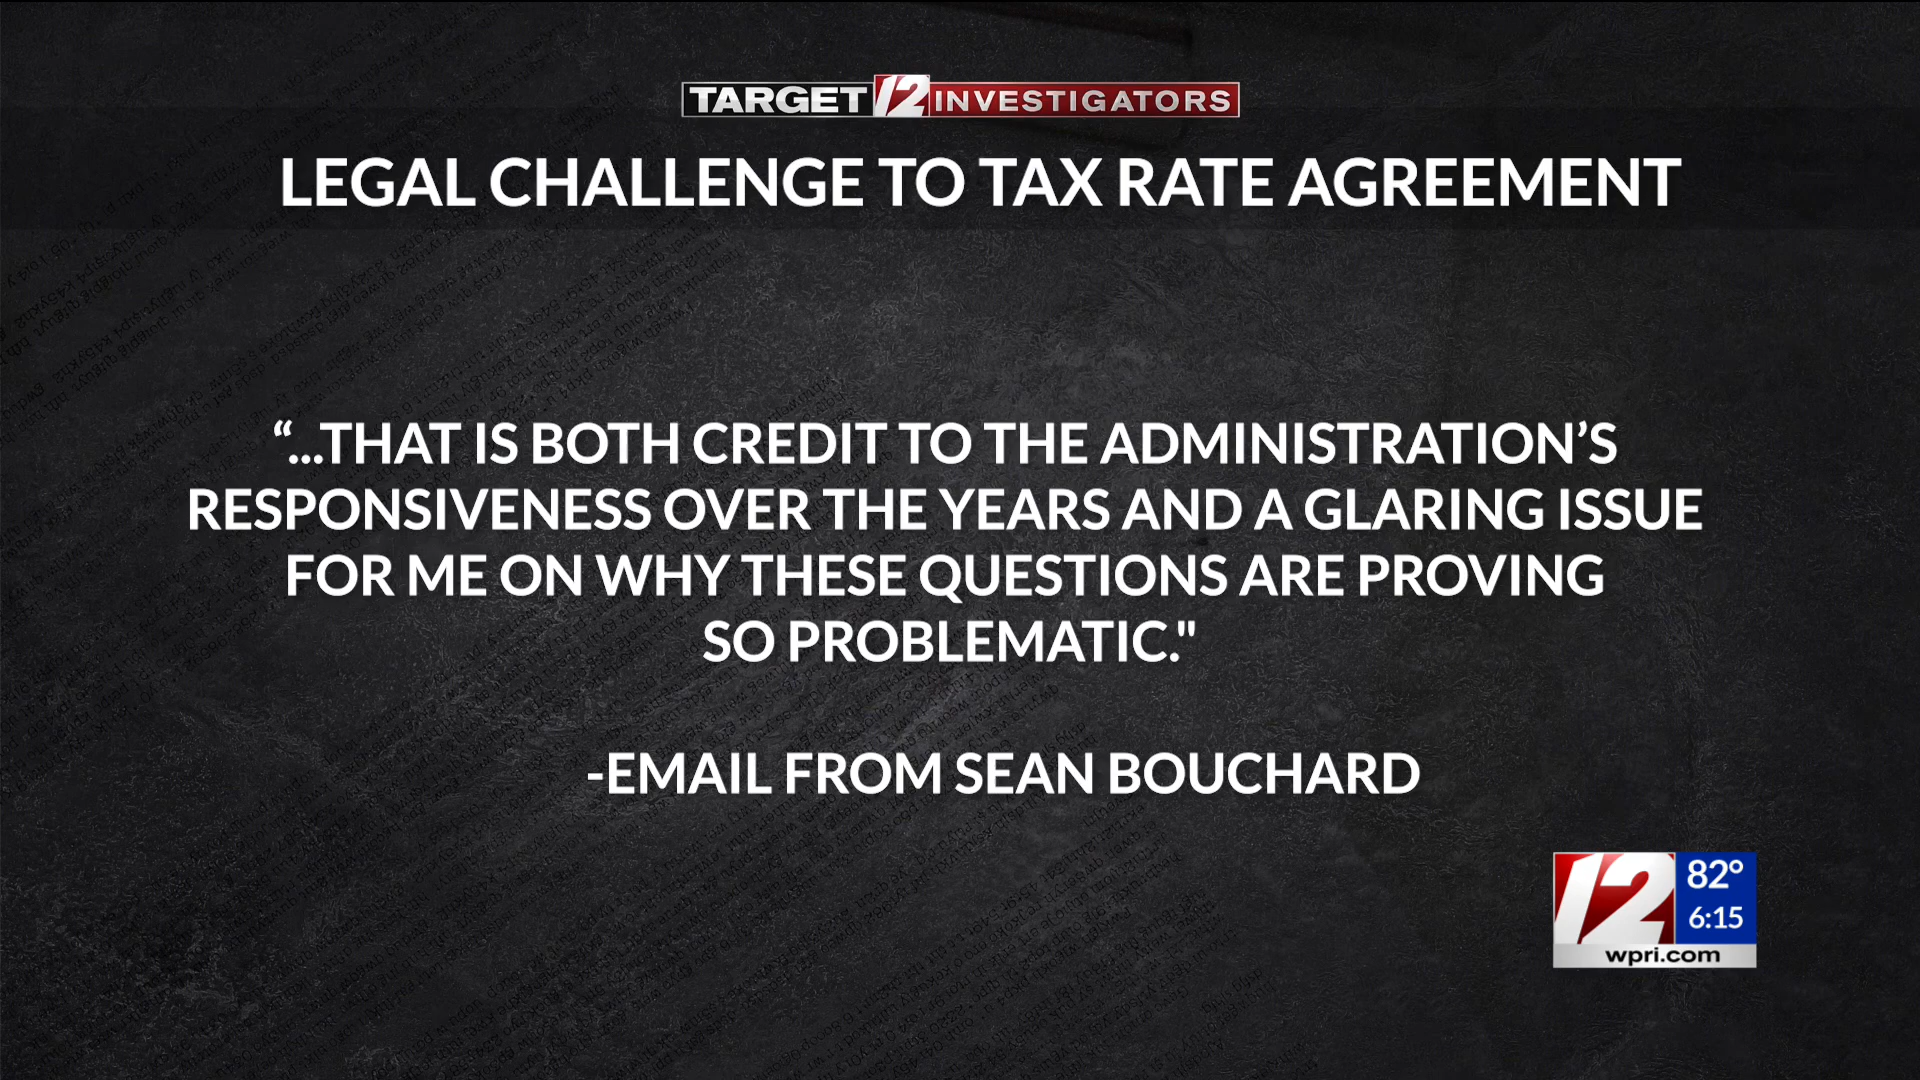 TARGET 12 INVESTIGATORS
LEGAL CHALLENGE TO TAX RATE AGREEMENT
“...THAT IS BOTH CREDIT TO THE ADMINISTRATION’S
RESPONSIVENESS OVER THE YEARS AND A GLARING ISSUE
FOR ME ON WHY THESE QUESTIONS ARE PROVING
SO PROBLEMATIC."
-EMAIL FROM SEAN BOUCHARD
12
82°
6:15
wpri.com